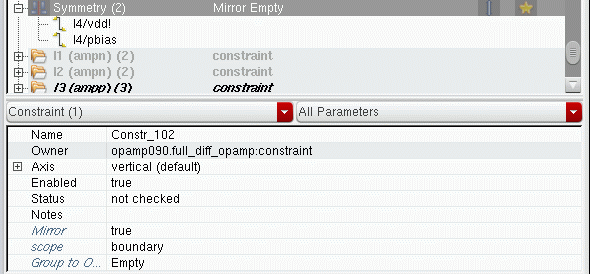 Symmetry (2) Mirror Empty
I4/vdd!
I4/pbias
I1 (ampn) (2) constraint
I2 (ampn) (2) constraint
I3 (ampp) (3) constraint
Constraint (1) All Parameters
Name Constr_102
Owner opamp090.full_diff_opamp:constraint
Axis vertical (default)
Enabled true
Status not checked
Notes
Mirror true
scope boundary
Group to O... Empty